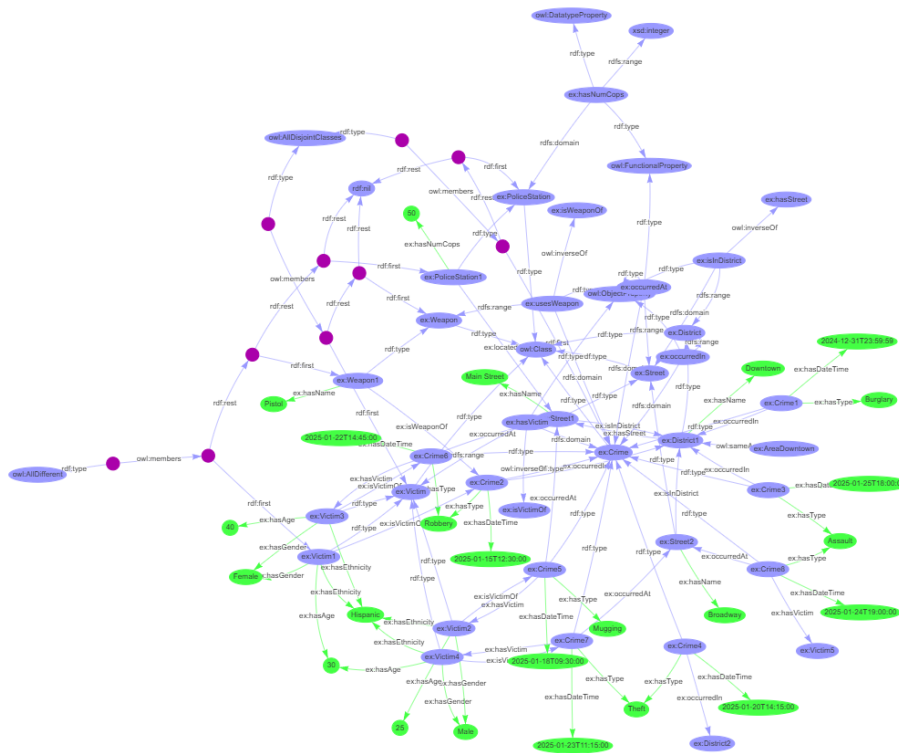 owl:DatatypeProperty
xsd:integer
rdf:type
rdfs:range
ex:hasNumCops
rdf:type
owl:AllDisjointClasses
rdf:type
rdfs:domain
owl:FunctionalProperty
rdf:first
rdf:rest
rdf:type
rdf:nil
owl:members
ex:PoliceStation
ex:hasStreet
50
ex:isWeaponOf
rdf:rest
rdf:rest
rdf:type
owl:inverseOf
ex:hasNumCops
rdf:type
owl:inverseOf
ex:isInDistrict
owl:members
rdf:first
ex:PoliceStation1
rdf:type
rdf:type
rdfs:range
ex:occurredAt
rdf:rest
rdf:first
rdfs:range
ex:usesWeapon
rdfs:domain
rdf:rest
ex:Weapon
rdfs:range
ex:District
2024-12-31T23:59:59
rdf:type
owl:Class
ex:occurredIn
ex:hasDateTime
rdf:first
rdf:type
Main Street
ex:Street
Downtown
ex:Weapon1
rdfs:domain
ex:hasName
ex:Crime1
Burglary
ex:hasType
Pistol
ex:hasName
ex:hasName
rdfs:domain
ex:occurredIn
rdf:rest
rdf:first
ex:isWeaponOf
ex:hasVictim
ex:isInDistrict
2025-01-22T14:45:00
ex:hasDateTime
ex:occurredAt
rdfs:domain
ex:hasStreet
ex:District1
ex:AreaDowntown
rdf:type
owl:members
ex:Crime6
rdfs:range
ex:Crime
owl:AllDifferent
ex:hasVictim
owl:inverseOf
rdf:type
ex:occurredIn
ex:Crime2
ex:Victim
ex:hasType
ex:isInDistrict
ex:Crime3
2025-01-25T18:00:00
rdf:first
rdf:type
ex:occurredAt
ex:isVictimOf
ex:Victim3
40
ex:hasAge
Robbery
ex:hasType
ex:hasDateTime
ex:hasType
Assault
ex:hasGender
ex:Victim1
rdf:type
2025-01-15T12:30:00
rdf:type
ex:Street2
ex:occurredAt
ex:hasType
Female
ex:hasGender
ex:hasEthnicity
ex:Crime5
ex:Crime8
ex:hasEthnicity
rdf:type
ex:hasType
ex:hasName
ex:hasDateTime
ex:isVictimOf
ex:hasVictim
Hispanic
Broadway
2025-01-24T19:00:00
ex:hasAge
ex:hasEthnicity
ex:Victim2
ex:hasDateTime
Mugging
ex:hasVictim
ex:hasEthnicity
ex:occurredAt
ex:hasVictim
ex:Crime7
ex:Crime4
ex:Victim5
30
ex:hasAge
ex:Victim4
2025-01-16T09:30:00
ex:hasAge
ex:hasGender
ex:hasType
ex:hasType
ex:hasDateTime
ex:hasGender
Theft
2025-01-20T14:15:00
ex:hasDateTime
25
Male
ex:occurredIn
2025-01-23T11:15:00
ex:District2